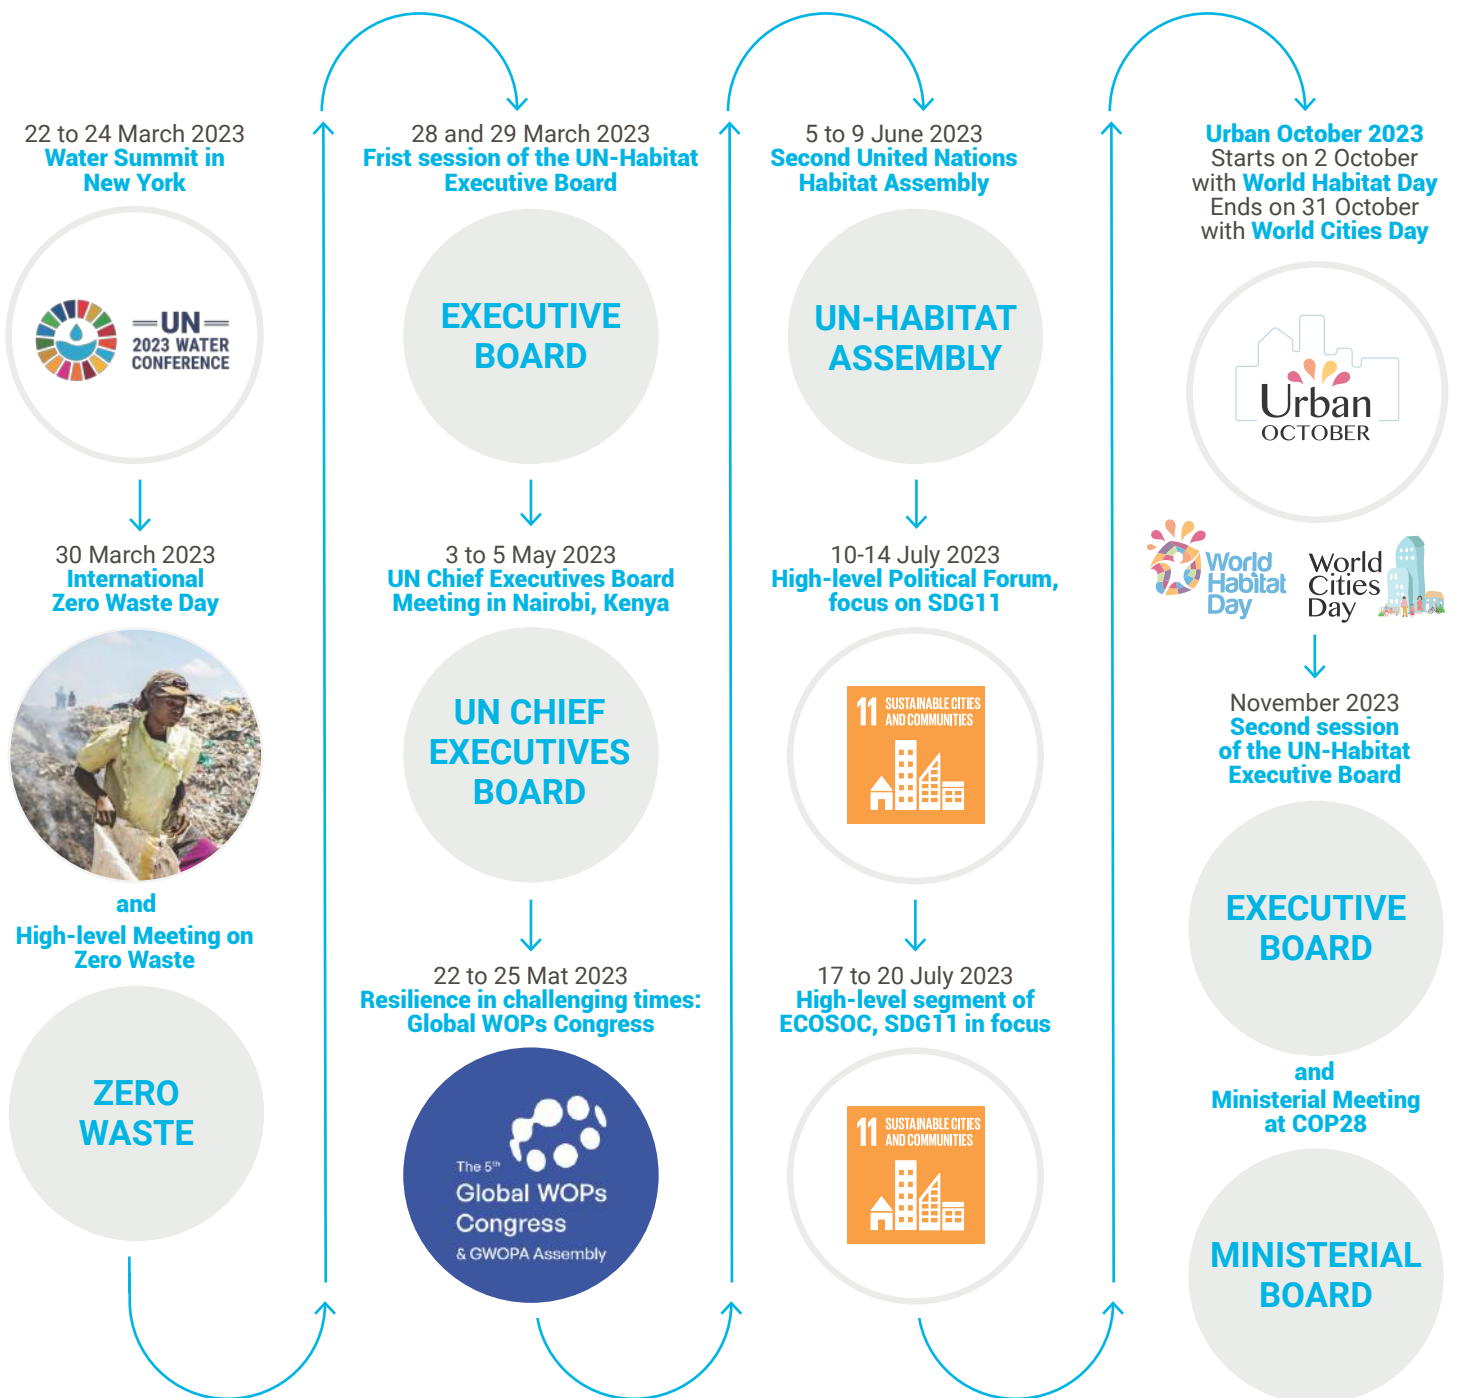 22 to 24 March 2023
Water Summit in
New York
UN
2023 WATER
CONFERENCE
30 March 2023
International
Zero Waste Day
and
High-level Meeting on
Zero Waste
ZERO
WASTE
28 and 29 March 2023
Frist session of the UN-Habitat
Executive Board
EXECUTIVE
BOARD
3 to 5 May 2023
UN Chief Executives Board
Meeting in Nairobi, Kenya
UN CHIEF
EXECUTIVES
BOARD
22 to 25 Mat 2023
Resilience in challenging times:
Global WOPs Congress
The 5th
Global WOPs
Congress
& GWOPA Assembly
5 to 9 June 2023
Second United Nations
Habitat Assembly
UN-HABITAT
ASSEMBLY
10-14 July 2023
High-level Political Forum,
focus on SDG11
11 SUSTAINABLE CITIES
AND COMMUNITIES
17 to 20 July 2023
High-level segment of
ECOSOC, SDG11 in focus
11 SUSTAINABLE CITIES
AND COMMUNITIES
Urban October 2023
Starts on 2 October
with World Habitat Day
Ends on 31 October
with World Cities Day
Urban
OCTOBER
World
Habitat
Day
World
Cities
Day
November 2023
Second session
of the UN-Habitat
Executive Board
EXECUTIVE
BOARD
and
Ministerial Meeting
at COP28
MINISTERIAL
BOARD